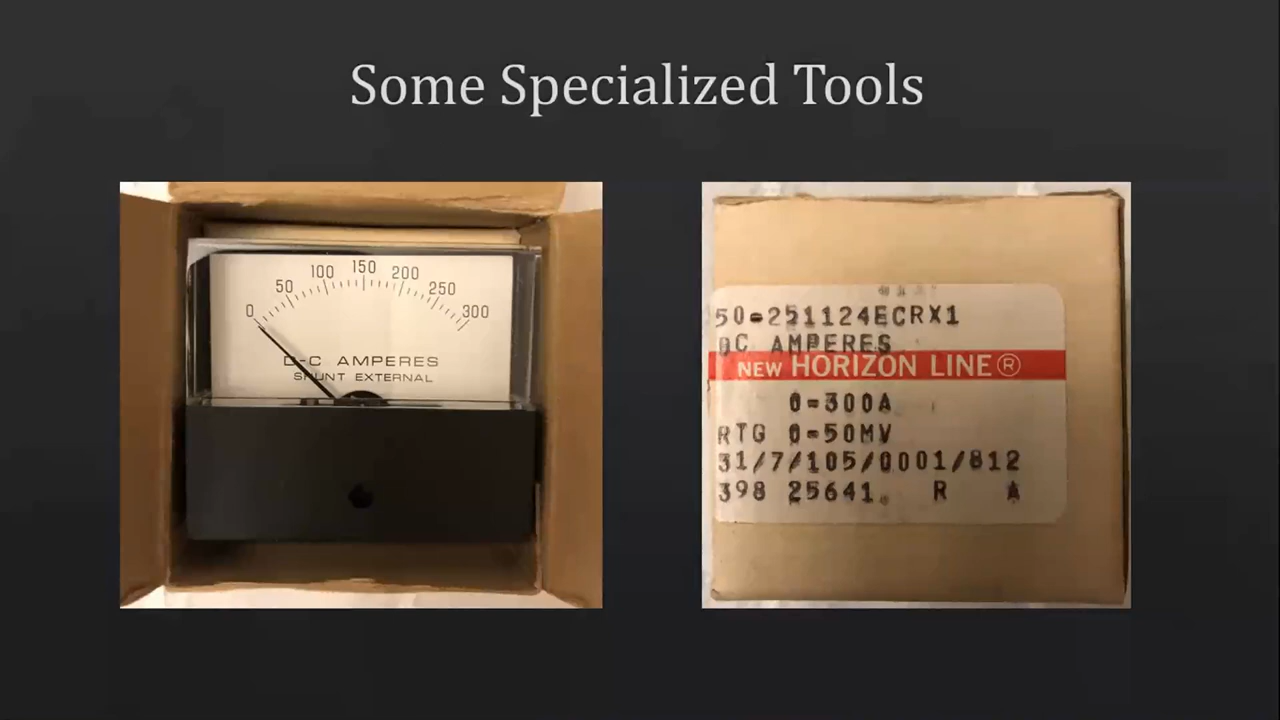 Some Specialized Tools
0 50 100 150 200 250 300
D-C AMPERES
SHUNT EXTERNAL
50-251124ECRX1
DC AMPERES
NEW HORIZON LINE®
0-300A
RTG 0-50MV
31/7/105/0001/812
398 25641. R A